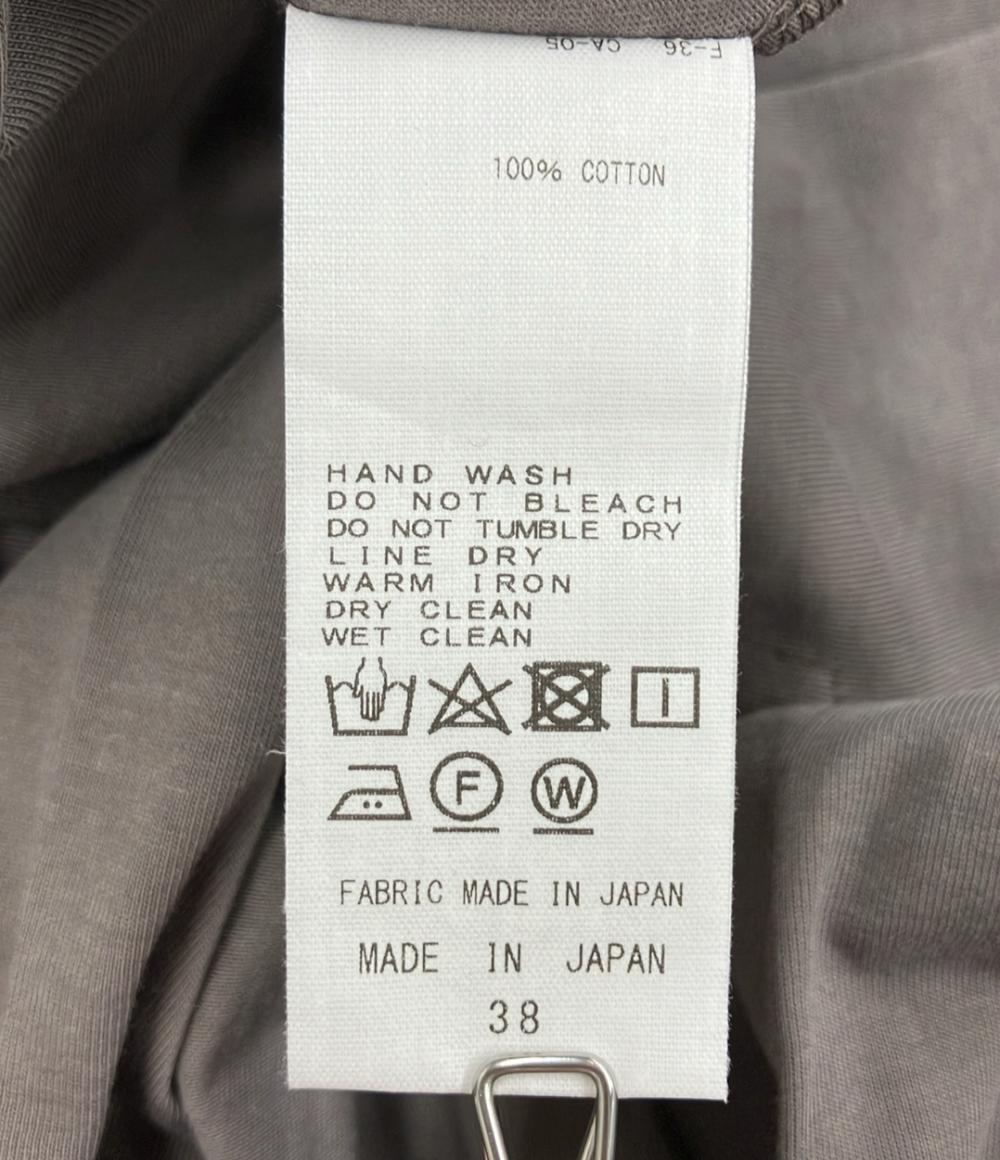 F-36 CA-05
100% COTTON
HAND WASH
DO NOT BLEACH
DO NOT TUMBLE DRY
LINE DRY
WARM IRON
DRY CLEAN
WET CLEAN
F W
FABRIC MADE IN JAPAN
MADE IN JAPAN
38